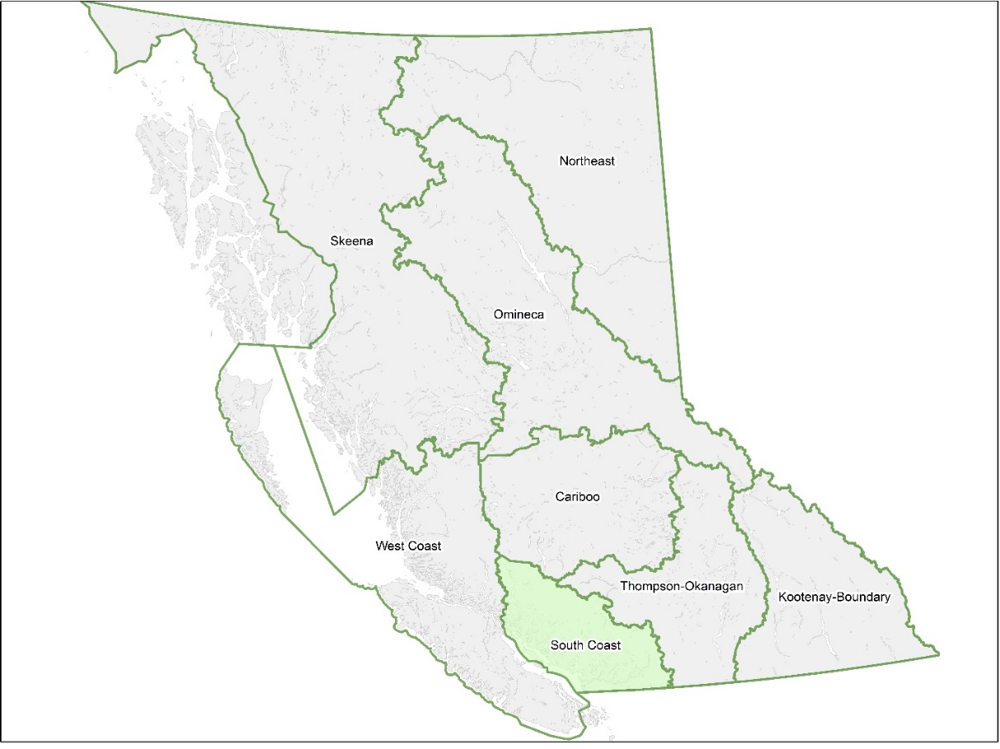 Northeast
Skeena
Omineca
Cariboo
West Coast
Thompson-Okanagan
Kootenay-Boundary
South Coast